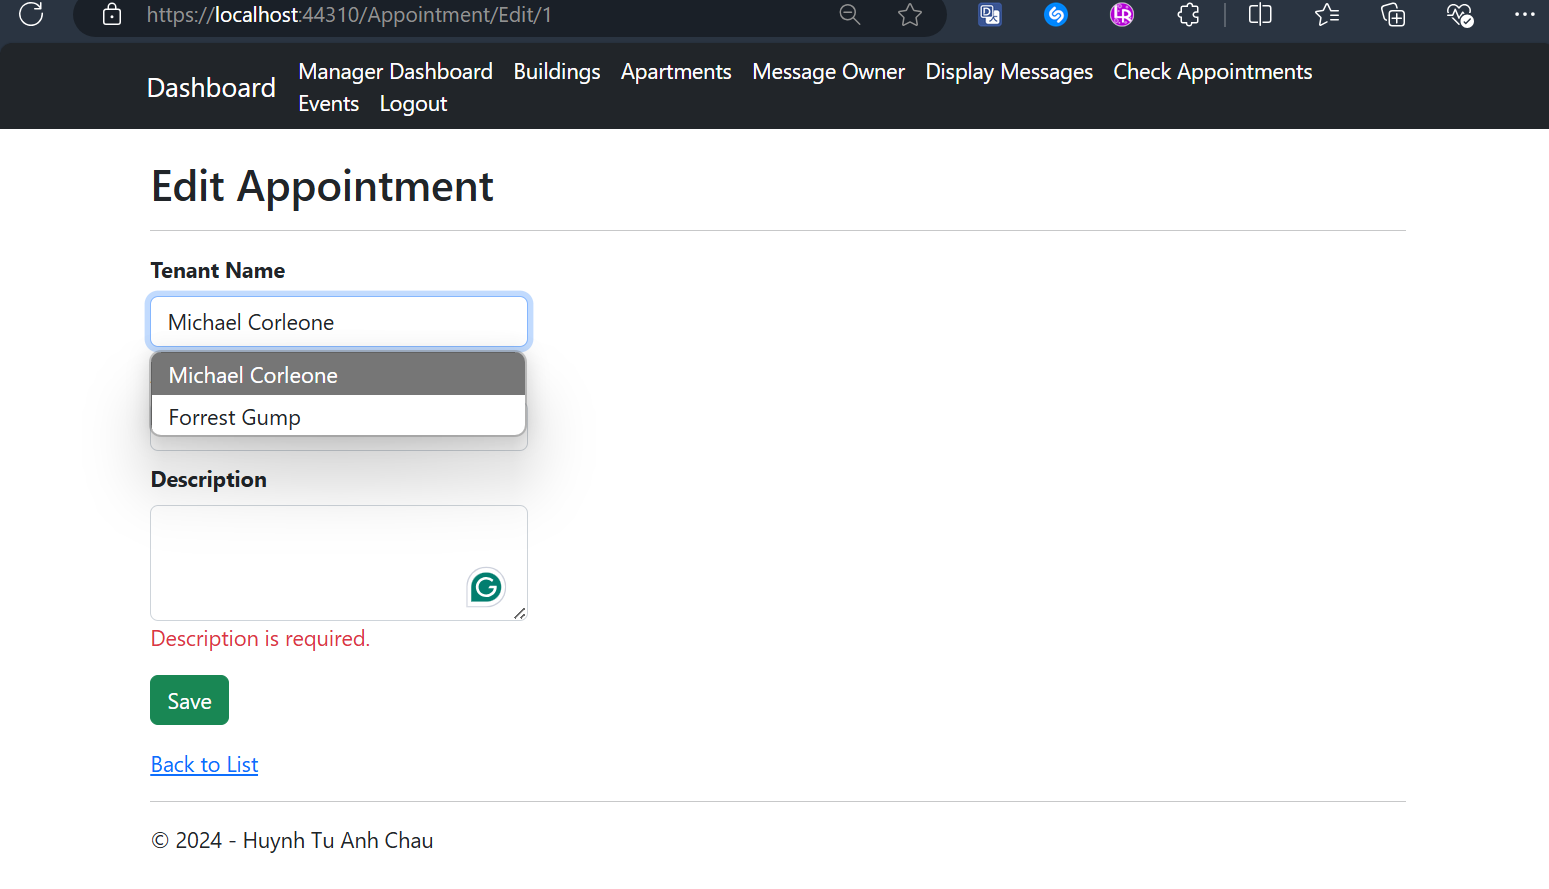 https://localhost:44310/Appointment/Edit/1
Dashboard
Manager Dashboard Buildings Apartments Message Owner Display Messages Check Appointments
Events Logout
Edit Appointment
Tenant Name
Michael Corleone
Michael Corleone
Forrest Gump
Description
Description is required.
Save
Back to List
© 2024 - Huynh Tu Anh Chau